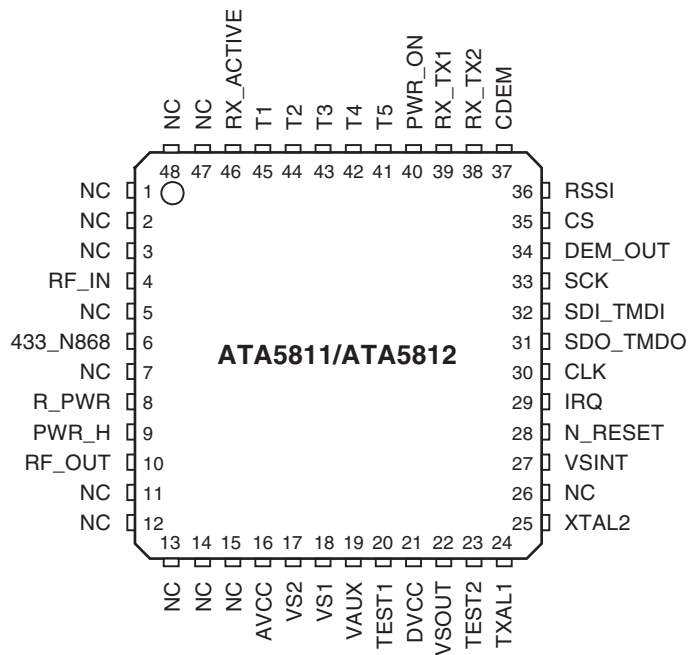 NC
NC
RX_ACTIVE
T1
T2
T3
T4
T5
PWR_ON
RX_TX1
RX_TX2
CDEM
48 47 46 45 44 43 42 41 40 39 38 37
NC 1
NC 2
NC 3
RF_IN 4
NC 5
433_N868 6
NC 7
R_PWR 8
PWR_H 9
RF_OUT 10
NC 11
NC 12
ATA5811/ATA5812
36 RSSI
35 CS
34 DEM_OUT
33 SCK
32 SDI_TMDI
31 SDO_TMDO
30 CLK
29 IRQ
28 N_RESET
27 VSINT
26 NC
25 XTAL2
13 14 15 16 17 18 19 20 21 22 23 24
NC
NC
NC
AVCC
VS2
VS1
VAUX
TEST1
DVCC
VSOUT
TEST2
TXAL1